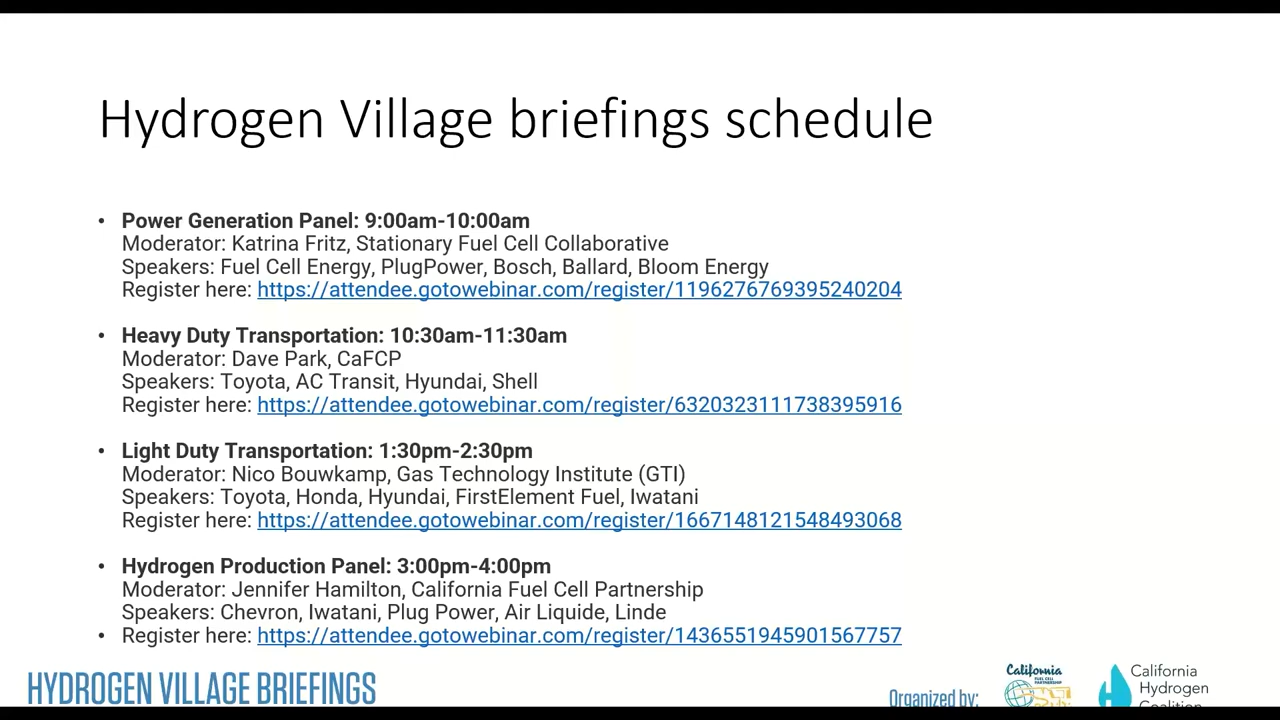 Hydrogen Village briefings schedule
• Power Generation Panel: 9:00am-10:00am
Moderator: Katrina Fritz, Stationary Fuel Cell Collaborative
Speakers: Fuel Cell Energy, PlugPower, Bosch, Ballard, Bloom Energy
Register here: https://attendee.gotowebinar.com/register/1196276769395240204
• Heavy Duty Transportation: 10:30am-11:30am
Moderator: Dave Park, CaFCP
Speakers: Toyota, AC Transit, Hyundai, Shell
Register here: https://attendee.gotowebinar.com/register/6320323111738395916
• Light Duty Transportation: 1:30pm-2:30pm
Moderator: Nico Bouwkamp, Gas Technology Institute (GTI)
Speakers: Toyota, Honda, Hyundai, FirstElement Fuel, Iwatani
Register here: https://attendee.gotowebinar.com/register/1667148121548493068
• Hydrogen Production Panel: 3:00pm-4:00pm
Moderator: Jennifer Hamilton, California Fuel Cell Partnership
Speakers: Chevron, Iwatani, Plug Power, Air Liquide, Linde
• Register here: https://attendee.gotowebinar.com/register/1436551945901567757
HYDROGEN VILLAGE BRIEFINGS
Organized by:
California
FUEL CELL
PARTNERSHIP
California
Hydrogen
Coalition